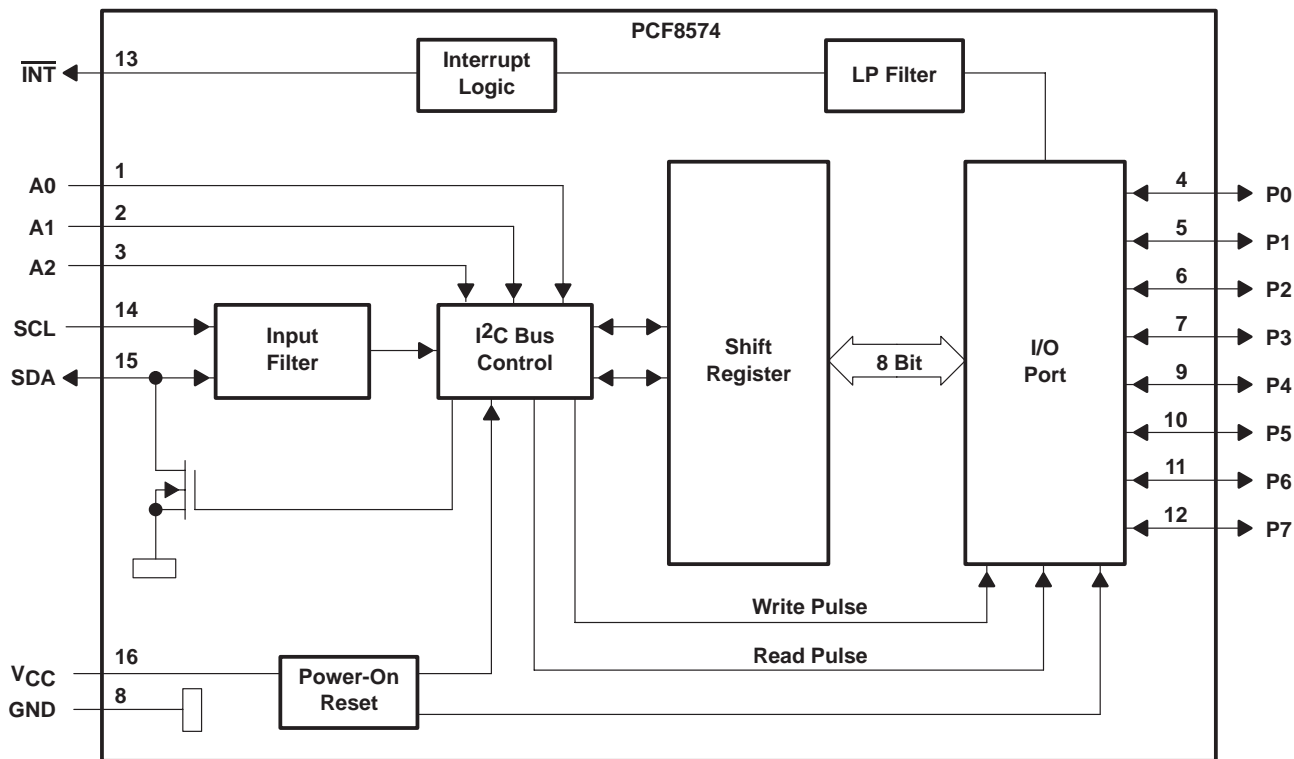 PCF8574
INT
13
Interrupt
Logic
LP Filter
A0
1
A1
2
A2
3
SCL
14
SDA
15
Input
Filter
I2C Bus
Control
Shift
Register
8 Bit
I/O
Port
4
P0
5
P1
6
P2
7
P3
9
P4
10
P5
11
P6
12
P7
Write Pulse
Read Pulse
VCC
16
GND
8
Power-On
Reset